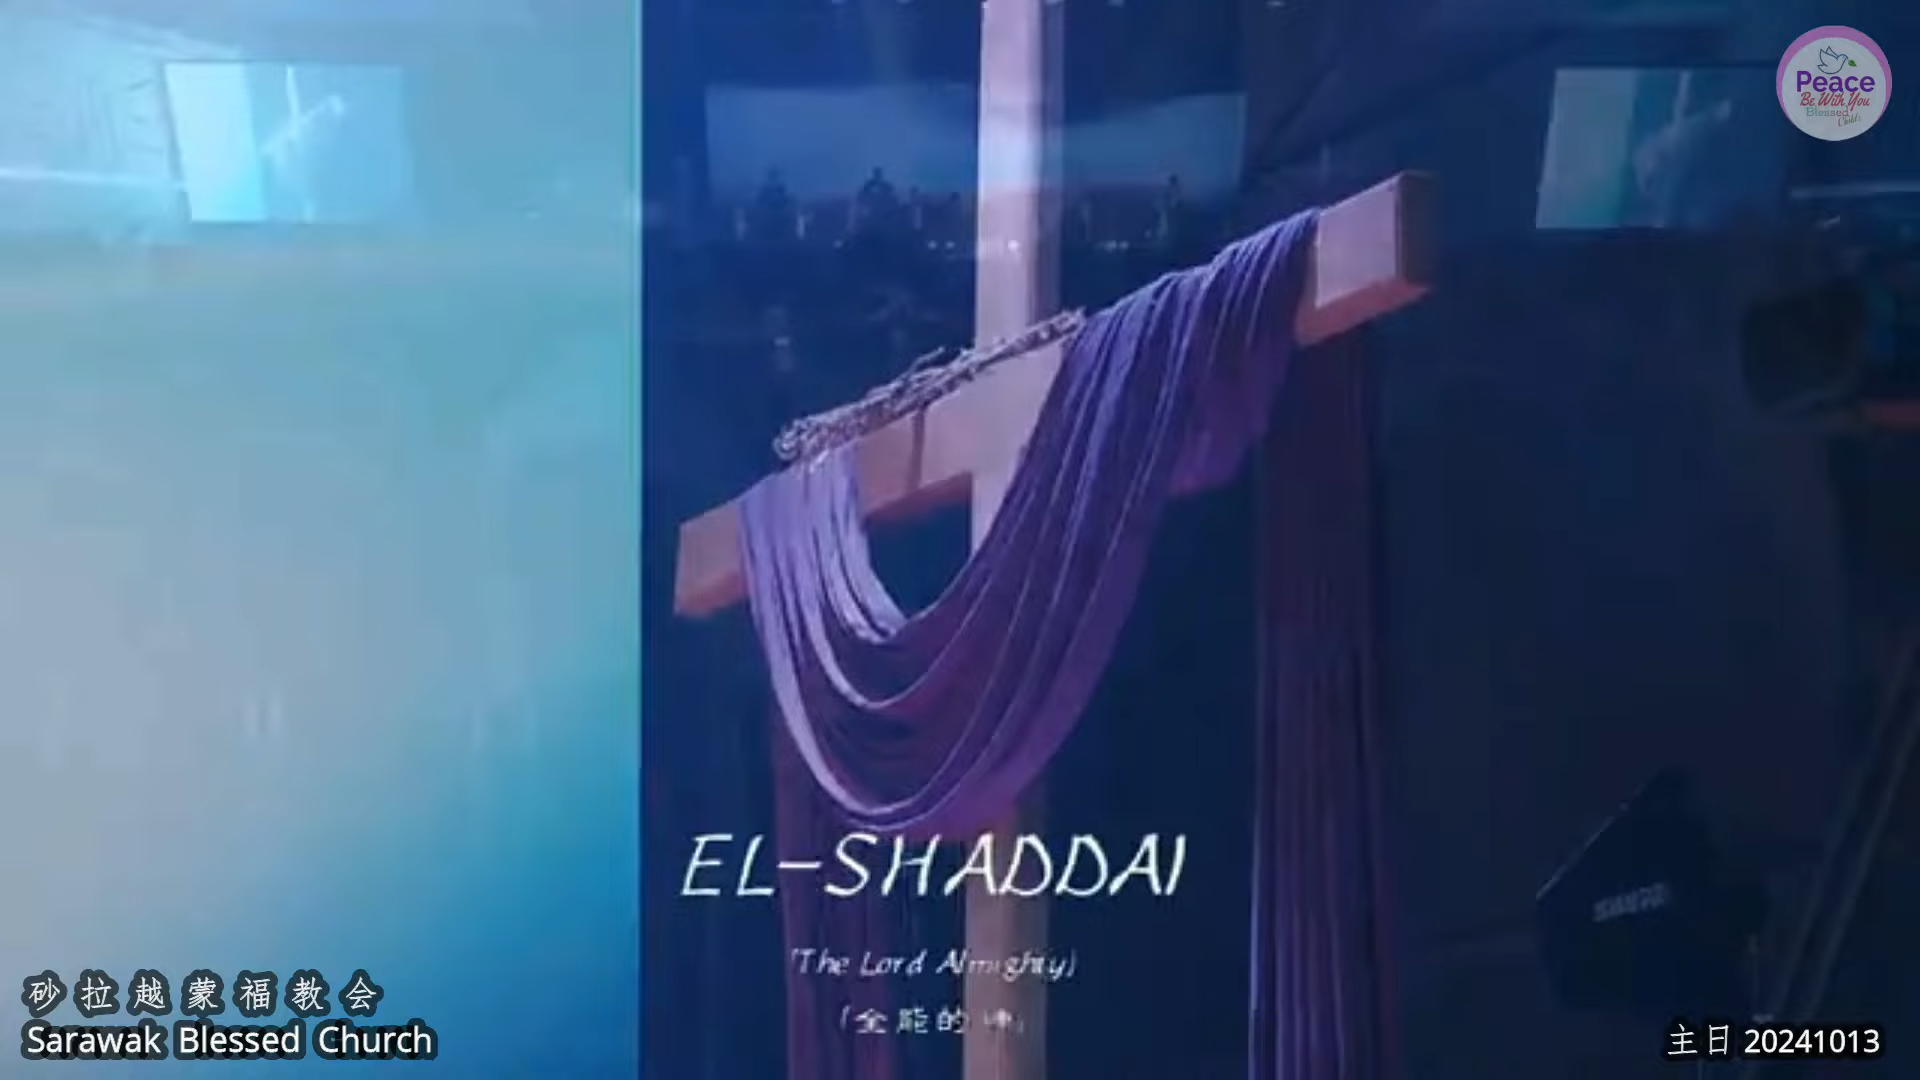 Peace
Be With You
Blessed
Child
EL-SHADDAI
(The Lord Almighty)
「全能的神」
砂拉越蒙福教会
Sarawak Blessed Church
主日 20241013